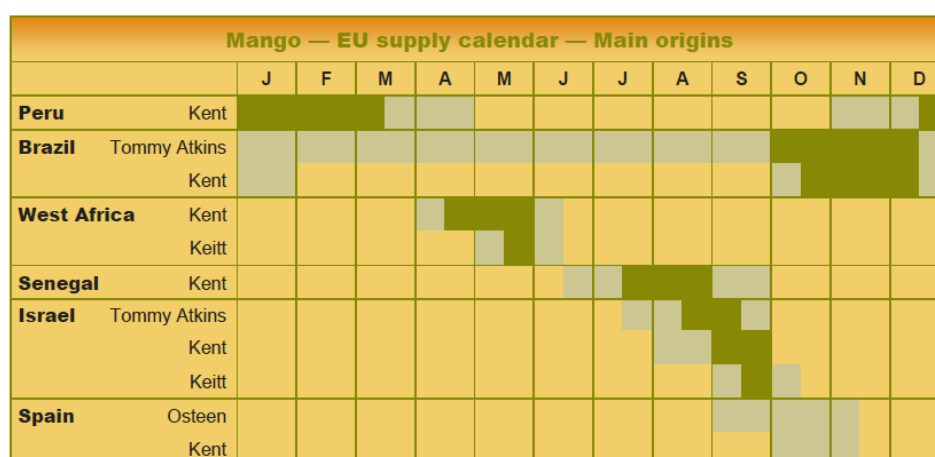 Mango — EU supply calendar — Main origins
J F M A M J J A S O N D
Peru Kent
Brazil Tommy Atkins
Kent
West Africa Kent
Keitt
Senegal Kent
Israel Tommy Atkins
Kent
Keitt
Spain Osteen
Kent